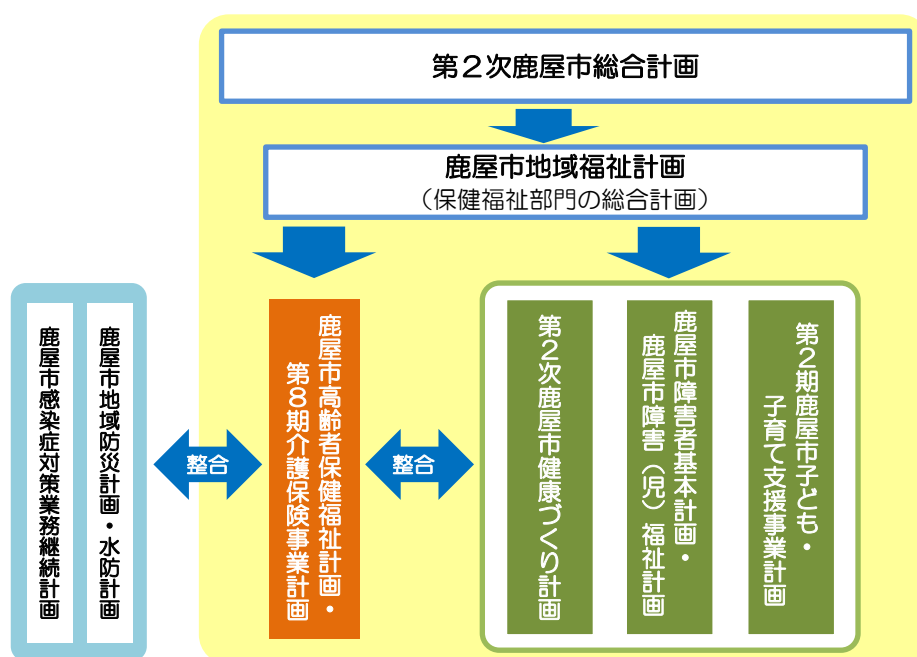 第２次鹿屋市総合計画
鹿屋市地域福祉計画
（保健福祉部門の総合計画）
鹿屋市地域防災計画・水防計画
鹿屋市感染症対策業務継続計画
整合
鹿屋市高齢者保健福祉計画・
第８期介護保険事業計画
整合
第２次鹿屋市健康づくり計画
鹿屋市障害者基本計画・
鹿屋市障害（児）福祉計画
第２期鹿屋市子ども・
子育て支援事業計画